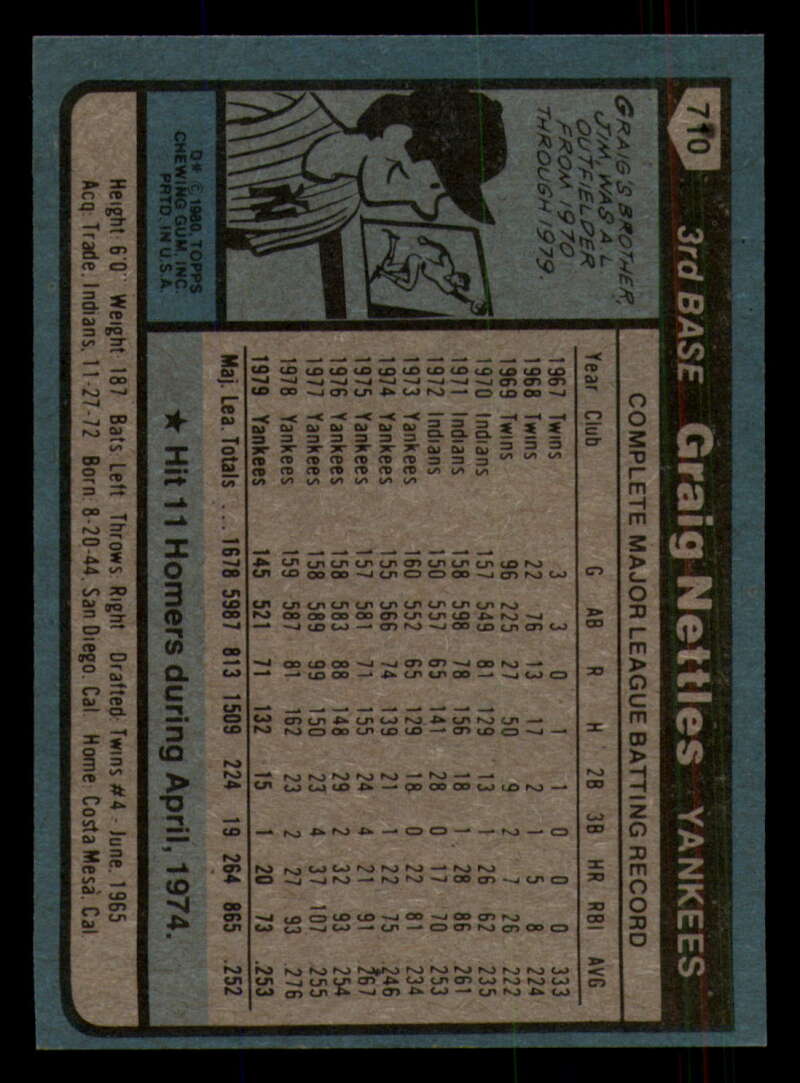 710
3rd BASE Graig Nettles YANKEES
GRAIG'S BROTHER,
JIM, WAS A L
OUTFIELDER
FROM 1970
THROUGH 1979.
D* © 1980. TOPPS
CHEWING GUM, INC.
PRTD. IN U.S.A.
COMPLETE MAJOR LEAGUE BATTING RECORD
Year Club G AB R H 2B 3B HR RBI AVG
1967 Twins 3 3 0 1 1 0 0 0 .333
1968 Twins 22 76 13 17 2 1 5 8 .224
1969 Twins 96 225 27 50 9 2 7 26 .222
1970 Indians 157 549 81 129 13 1 26 62 .235
1971 Indians 158 598 78 156 18 1 28 86 .261
1972 Indians 150 557 65 141 28 0 17 70 .253
1973 Yankees 160 552 65 129 18 0 22 81 .234
1974 Yankees 155 566 74 139 21 1 22 75 .246
1975 Yankees 157 581 71 155 24 4 21 91 .267
1976 Yankees 158 583 88 148 29 2 32 93 .254
1977 Yankees 158 589 99 150 23 4 37 107 .255
1978 Yankees 159 587 81 162 23 2 27 93 .276
1979 Yankees 145 521 71 132 15 1 20 73 .253
Maj. Lea. Totals .... 1678 5987 813 1509 224 19 264 865 .252
★ Hit 11 Homers during April, 1974.
Height 6'0" Weight 187 Bats Left Throws Right Drafted Twins #4 - June, 1965
Acq. Trade, Indians, 11-27-72 Born 8-20-44, San Diego, Cal. Home Costa Mesa, Cal.